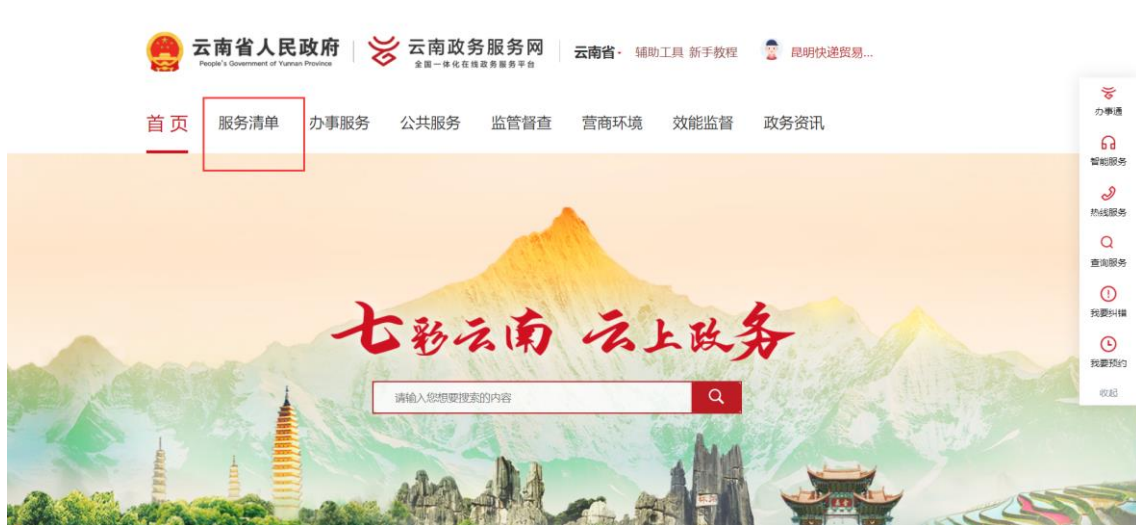 云南省人民政府
People's Government of Yunnan Province
云南政务服务网
全国一体化在线政务服务平台
云南省
辅助工具 新手教程
昆明快递贸易...
首页 服务清单 办事服务 公共服务 监管督查 营商环境 效能监督 政务资讯
七彩云南 云上政务
请输入您想要搜索的内容
办事通
智能服务
热线服务
查询服务
我要纠错
我要预约
收起